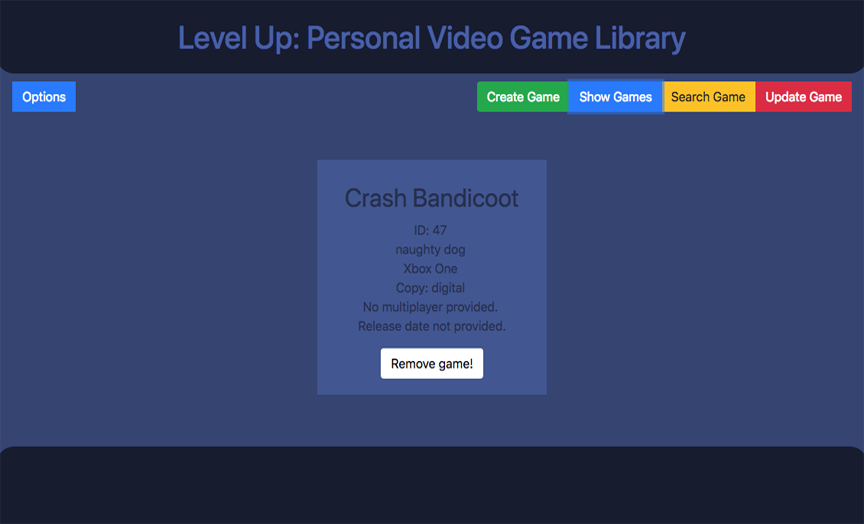 Level Up: Personal Video Game Library
Options
Create Game
Show Games
Search Game
Update Game
Crash Bandicoot
ID: 47
naughty dog
Xbox One
Copy: digital
No multiplayer provided.
Release date not provided.
Remove game!